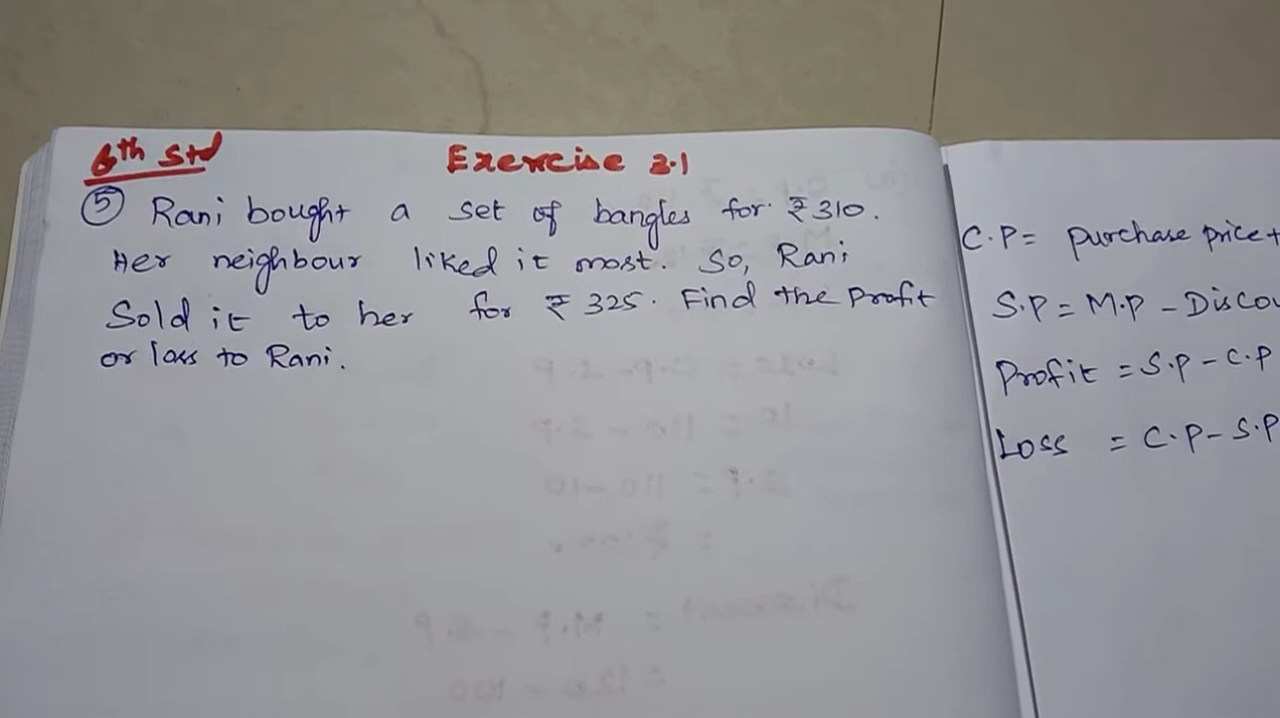 6th Std
Exercise 2.1
⑤ Rani bought a set of bangles for ₹310.
Her neighbour liked it most. So, Rani
Sold it to her for ₹ 325. Find the Profit
or loss to Rani.
C.P= purchase price+
S.P = M.P - Discou
Profit = S.P - C.P
Loss = C.P - S.P